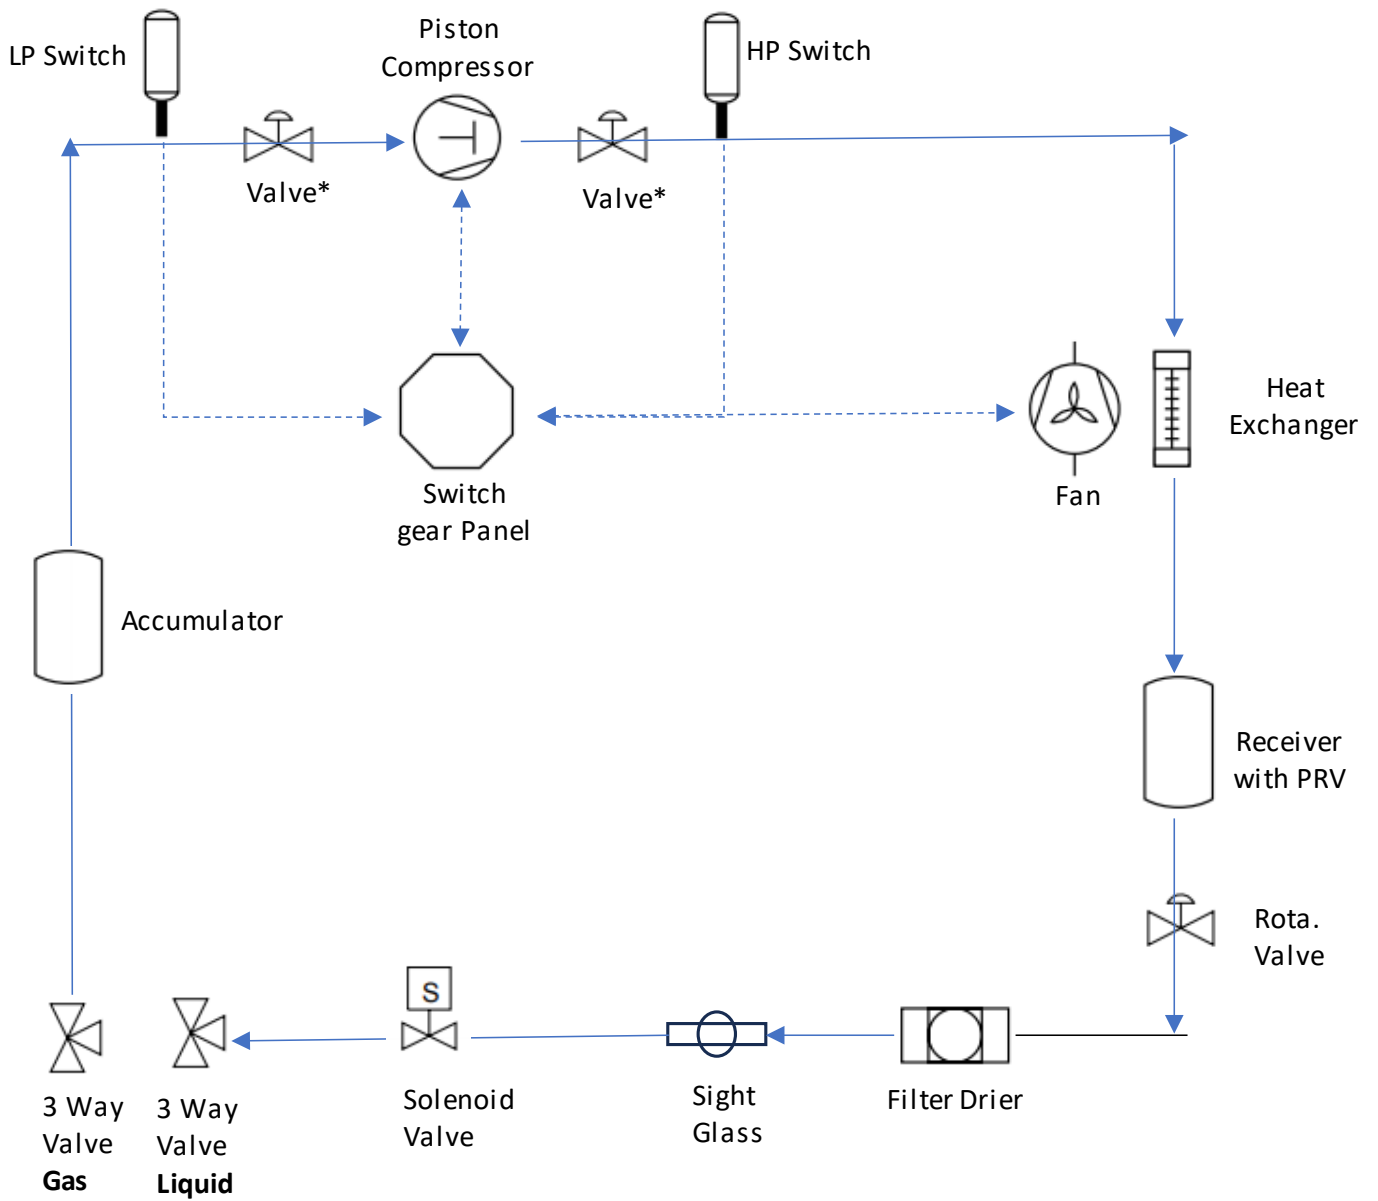 Piston
Compressor
LP Switch
HP Switch
Valve*
Valve*
Heat
Exchanger
Fan
Switch
gear Panel
Accumulator
Receiver
with PRV
Rota.
Valve
S
3 Way
Valve
Gas
3 Way
Valve
Liquid
Solenoid
Valve
Sight
Glass
Filter Drier